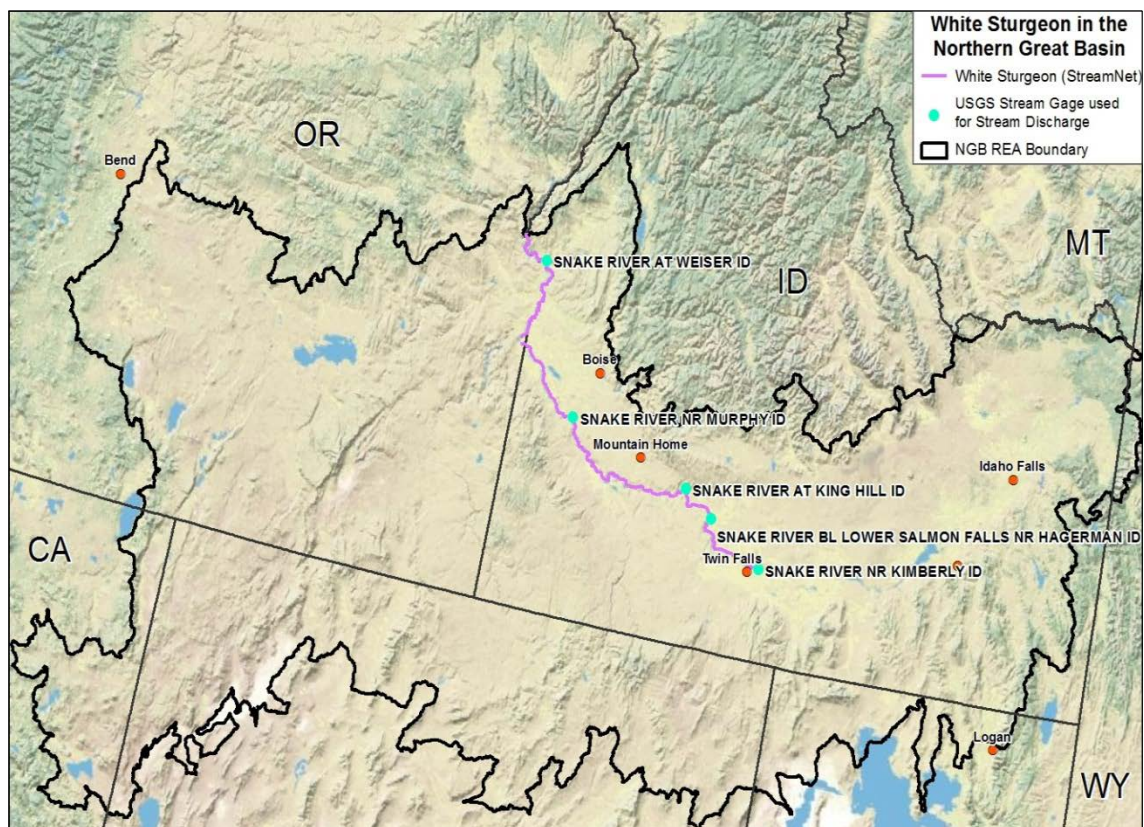 White Sturgeon in the
Northern Great Basin
White Sturgeon (StreamNet)
USGS Stream Gage used
for Stream Discharge
NGB REA Boundary
OR
Bend
MT
ID
SNAKE RIVER AT WEISER ID
Boise
SNAKE RIVER NR MURPHY ID
Mountain Home
Idaho Falls
SNAKE RIVER AT KING HILL ID
CA
SNAKE RIVER BL LOWER SALMON FALLS NR HAGERMAN ID
Twin Falls
SNAKE RIVER NR KIMBERLY ID
Logan
WY